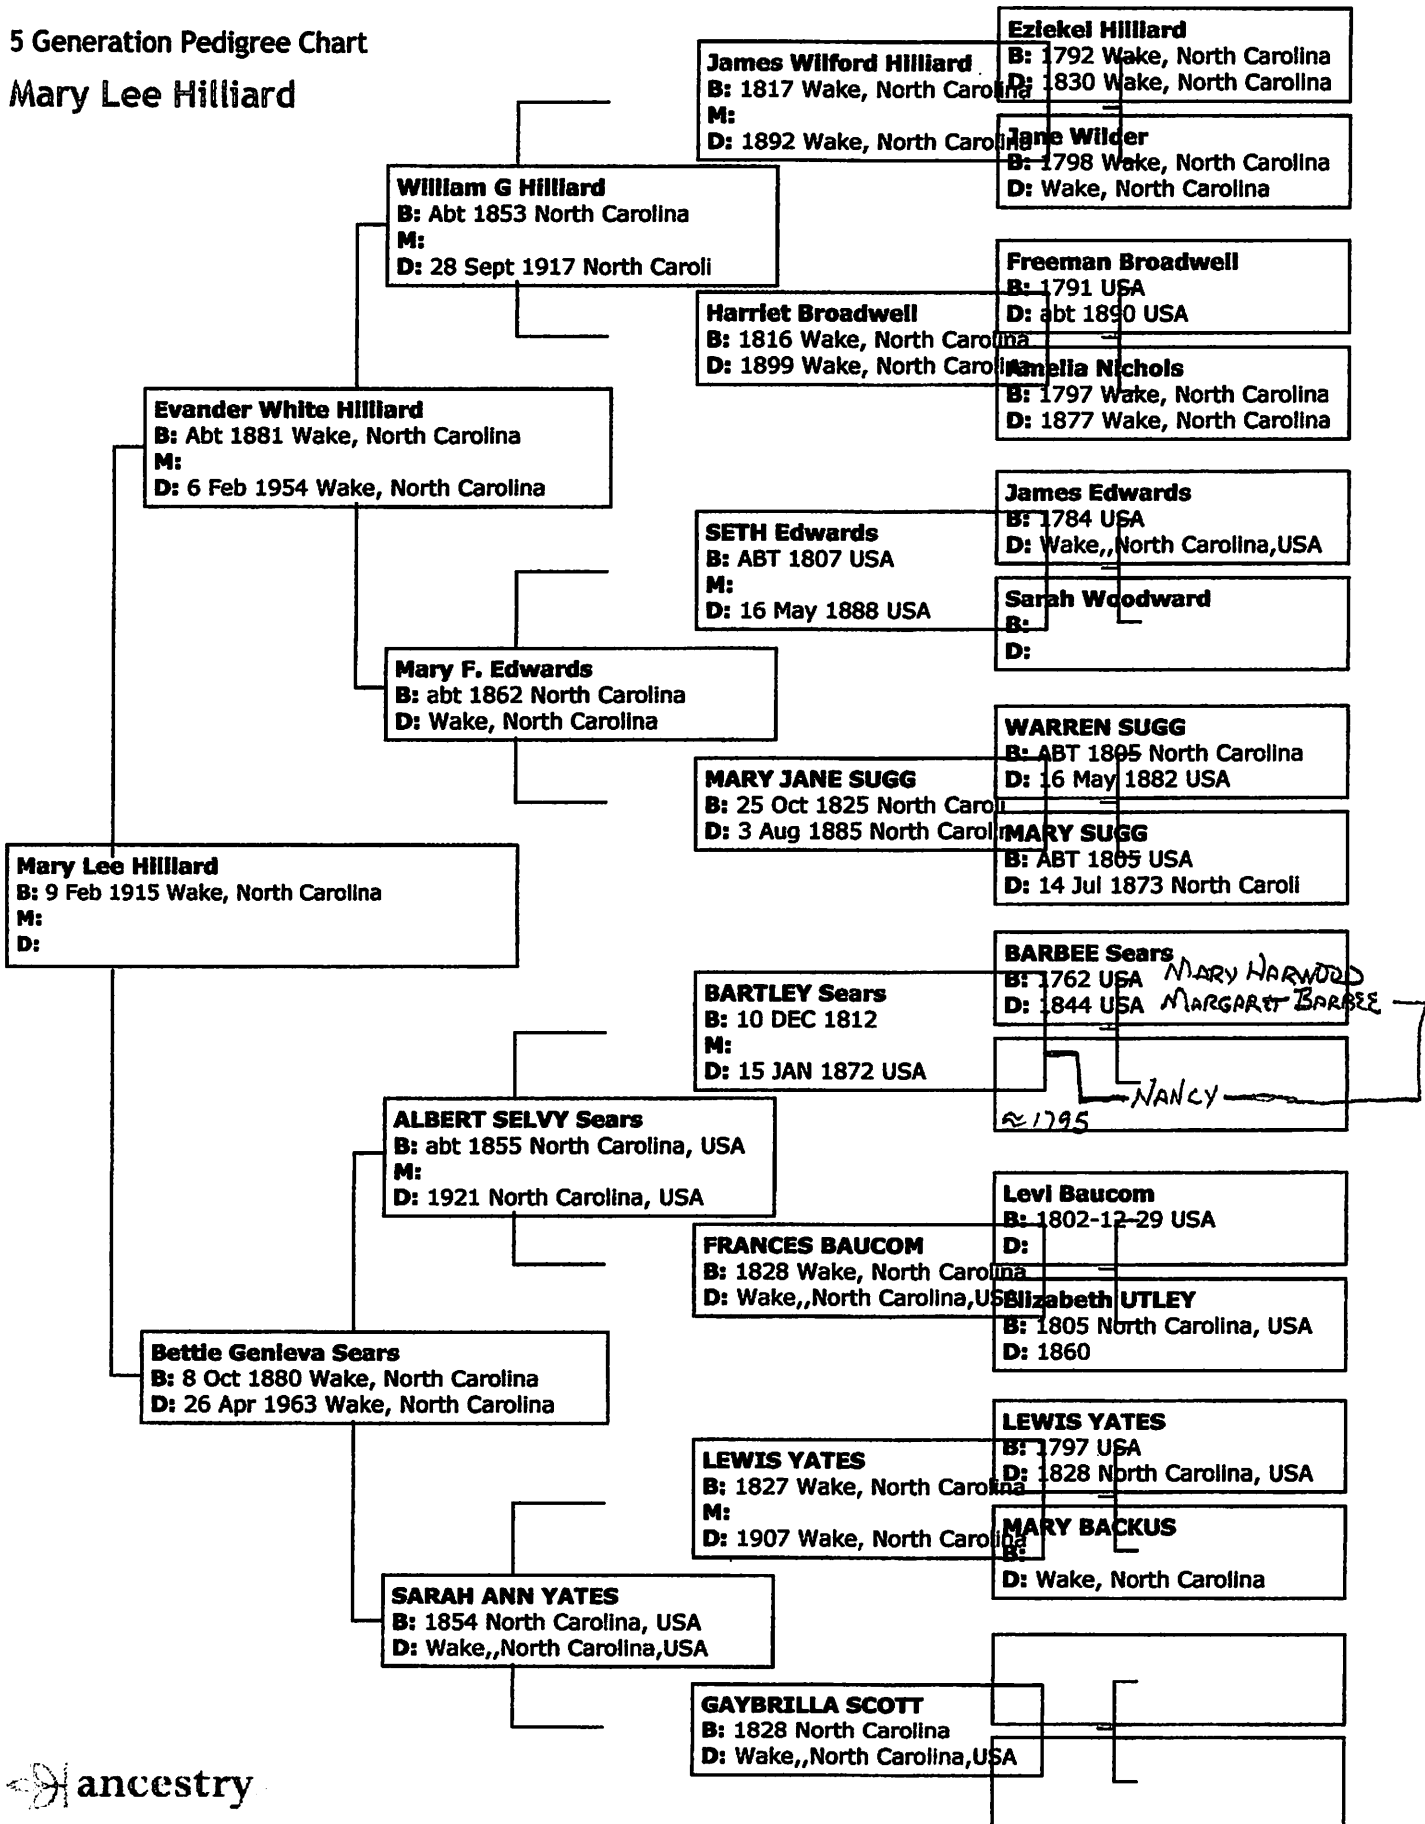 5 Generation Pedigree Chart
Mary Lee Hilliard
Eziekel Hilliard
B: 1792 Wake, North Carolina
D: 1830 Wake, North Carolina
James Wilford Hilliard
B: 1817 Wake, North Carolina
M:
D: 1892 Wake, North Carolina
Jane Wilder
B: 1798 Wake, North Carolina
D: Wake, North Carolina
William G Hilliard
B: Abt 1853 North Carolina
M:
D: 28 Sept 1917 North Caroli
Freeman Broadwell
B: 1791 USA
D: abt 1890 USA
Harriet Broadwell
B: 1816 Wake, North Carolina
D: 1899 Wake, North Carolina
Amelia Nichols
B: 1797 Wake, North Carolina
D: 1877 Wake, North Carolina
Evander White Hilliard
B: Abt 1881 Wake, North Carolina
M:
D: 6 Feb 1954 Wake, North Carolina
James Edwards
B: 1784 USA
D: Wake,,North Carolina,USA
SETH Edwards
B: ABT 1807 USA
M:
D: 16 May 1888 USA
Sarah Woodward
B:
D:
Mary F. Edwards
B: abt 1862 North Carolina
D: Wake, North Carolina
WARREN SUGG
B: ABT 1805 North Carolina
D: 16 May 1882 USA
MARY JANE SUGG
B: 25 Oct 1825 North Caroli
D: 3 Aug 1885 North Carolin
MARY SUGG
B: ABT 1805 USA
D: 14 Jul 1873 North Caroli
Mary Lee Hilliard
B: 9 Feb 1915 Wake, North Carolina
M:
D:
BARBEE Sears
B: 1762 USA MARY HARWOOD
D: 1844 USA MARGARET BARBEE
BARTLEY Sears
B: 10 DEC 1812
M:
D: 15 JAN 1872 USA
NANCY
≈1795
ALBERT SELVY Sears
B: abt 1855 North Carolina, USA
M:
D: 1921 North Carolina, USA
Levi Baucom
B: 1802-12-29 USA
D:
FRANCES BAUCOM
B: 1828 Wake, North Carolina
D: Wake,,North Carolina,USA
Elizabeth UTLEY
B: 1805 North Carolina, USA
D: 1860
Bettie Genieva Sears
B: 8 Oct 1880 Wake, North Carolina
D: 26 Apr 1963 Wake, North Carolina
LEWIS YATES
B: 1797 USA
D: 1828 North Carolina, USA
LEWIS YATES
B: 1827 Wake, North Carolina
M:
D: 1907 Wake, North Carolina
MARY BACKUS
B:
D: Wake, North Carolina
SARAH ANN YATES
B: 1854 North Carolina, USA
D: Wake,,North Carolina,USA
GAYBRILLA SCOTT
B: 1828 North Carolina
D: Wake,,North Carolina,USA
ancestry